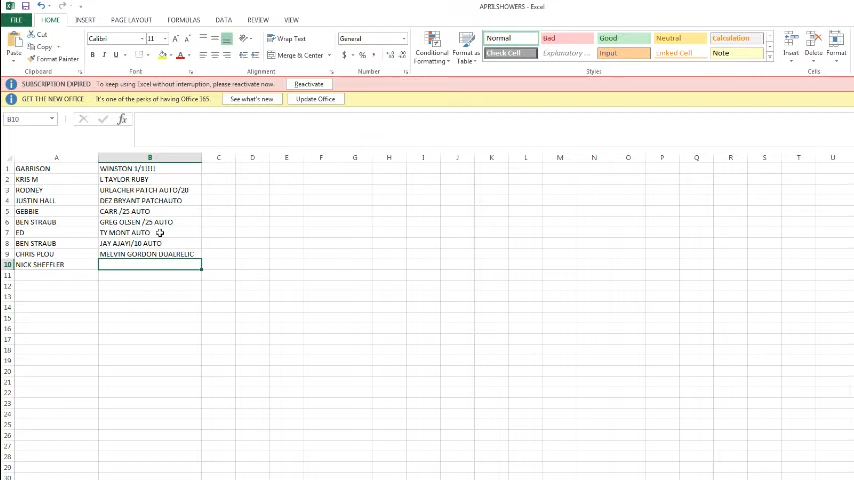 APRILSHOWERS - Excel
FILE HOME INSERT PAGE LAYOUT FORMULAS DATA REVIEW VIEW
Cut
Copy
Format Painter
Paste
Clipboard
Calibri 11
B I U
Font
Wrap Text
Merge & Center
Alignment
General
$ % ,
Number
Conditional Formatting
Format as Table
Normal Bad Good Neutral Calculation
Check Cell Explanatory ... Input Linked Cell Note
Styles
Insert Delete Format
Cells
SUBSCRIPTION EXPIRED To keep using Excel without interruption, please reactivate now. Reactivate
GET THE NEW OFFICE It's one of the perks of having Office 365. See what's new Update Office
B10 fx
A B C D E F G H I J K L M N O P Q R S T U
1 GARRISON WINSTON 1/1!!!!
2 KRIS M L TAYLOR RUBY
3 RODNEY URLACHER PATCH AUTO/20
4 JUSTIN HALL DEZ BRYANT PATCHAUTO
5 GEBBIE CARR /25 AUTO
6 BEN STRAUB GREG OLSEN /25 AUTO
7 ED TY MONT AUTO
8 BEN STRAUB JAY AJAYI/10 AUTO
9 CHRIS PLOU MELVIN GORDON DUALRELIC
10 NICK SHEFFLER
11
12
13
14
15
16
17
18
19
20
21
22
23
24
25
26
27
28
29
30